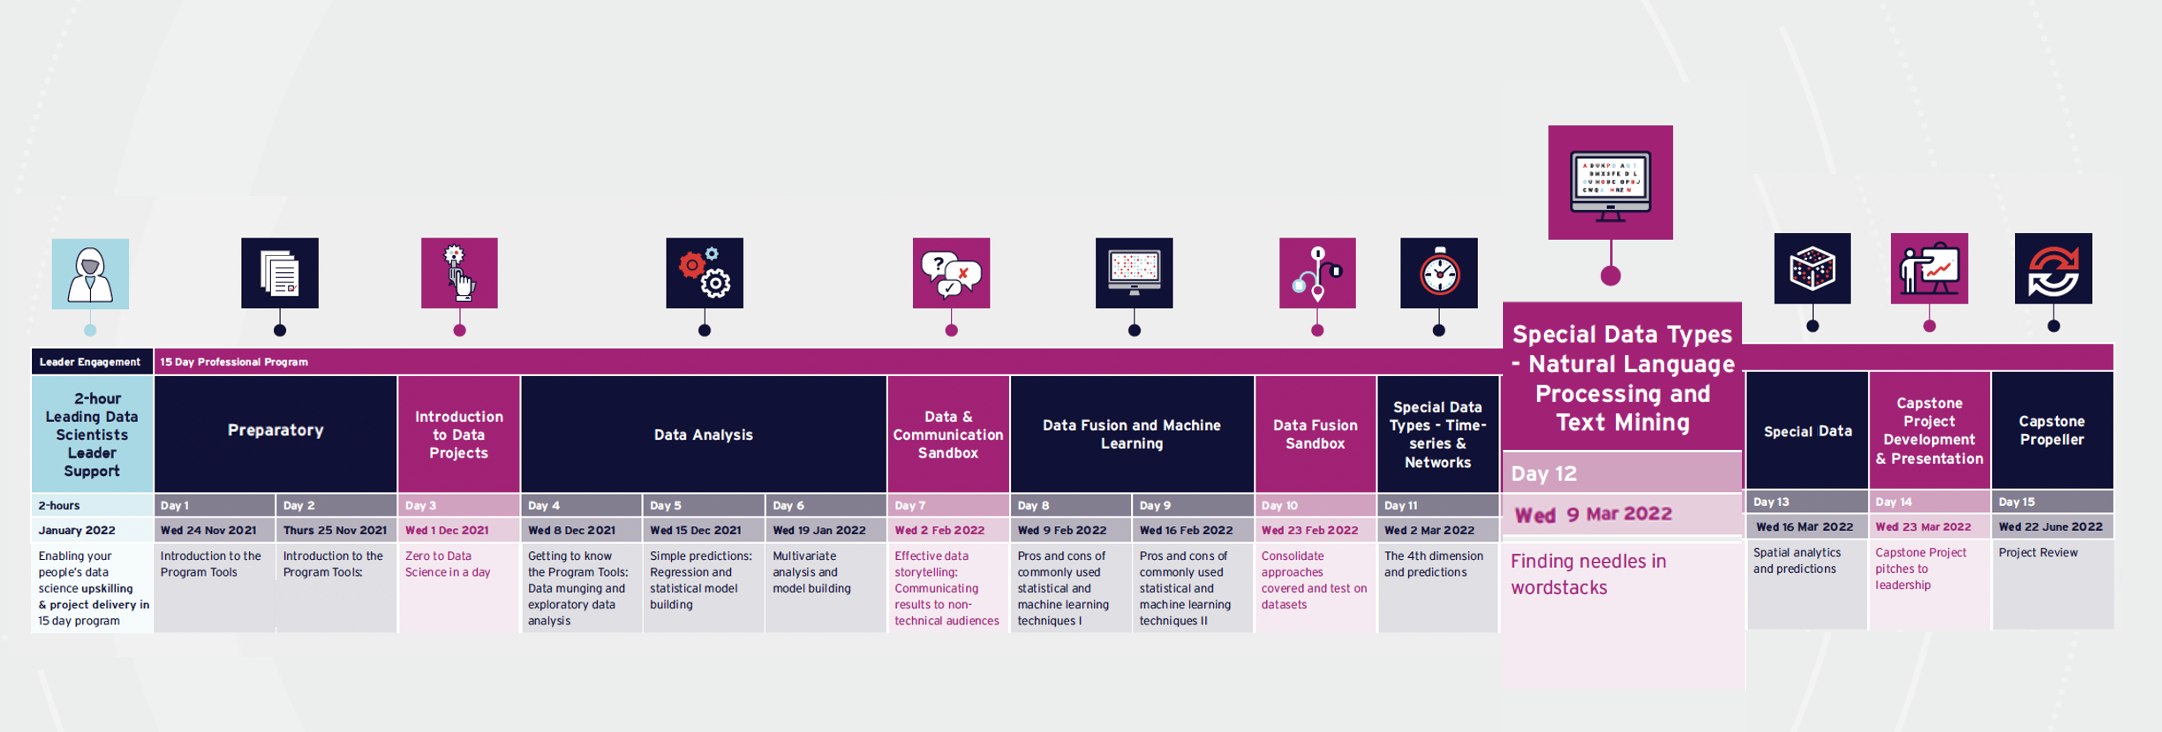 Leader Engagement
15 Day Professional Program
2-hour
Leading Data
Scientists
Leader
Support
Preparatory
Introduction
to Data
Projects
Data Analysis
Data &
Communication
Sandbox
Data Fusion and Machine
Learning
Data Fusion
Sandbox
Special Data
Types - Time-
series &
Networks
Special Data Types
- Natural Language
Processing and
Text Mining
Special Data
Capstone
Project
Development
& Presentation
Capstone
Propeller
2-hours
Day 1
Day 2
Day 3
Day 4
Day 5
Day 6
Day 7
Day 8
Day 9
Day 10
Day 11
Day 12
Day 13
Day 14
Day 15
January 2022
Wed 24 Nov 2021
Thurs 25 Nov 2021
Wed 1 Dec 2021
Wed 8 Dec 2021
Wed 15 Dec 2021
Wed 19 Jan 2022
Wed 2 Feb 2022
Wed 9 Feb 2022
Wed 16 Feb 2022
Wed 23 Feb 2022
Wed 2 Mar 2022
Wed 9 Mar 2022
Wed 16 Mar 2022
Wed 23 Mar 2022
Wed 22 June 2022
Enabling your
people's data
science upskilling
& project delivery in
15 day program
Introduction to the
Program Tools
Introduction to the
Program Tools:
Zero to Data
Science in a day
Getting to know
the Program Tools:
Data munging and
exploratory data
analysis
Simple predictions:
Regression and
statistical model
building
Multivariate
analysis and
model building
Effective data
storytelling:
Communicating
results to non-
technical audiences
Pros and cons of
commonly used
statistical and
machine learning
techniques I
Pros and cons of
commonly used
statistical and
machine learning
techniques II
Consolidate
approaches
covered and test on
datasets
The 4th dimension
and predictions
Finding needles in
wordstacks
Spatial analytics
and predictions
Capstone Project
pitches to
leadership
Project Review